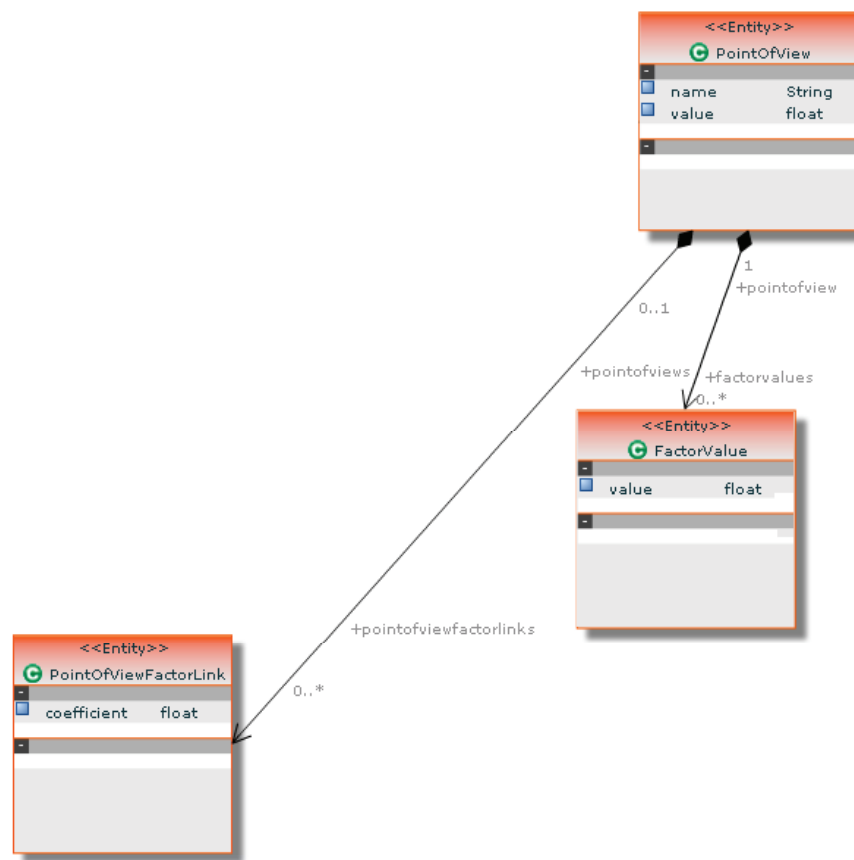 <<Entity>>
C PointOfView
name String
value float
1
+pointofview
0..1
+pointofviews
+factorvalues
0..*
<<Entity>>
C FactorValue
value float
+pointofviewfactorlinks
0..*
<<Entity>>
C PointOfViewFactorLink
coefficient float